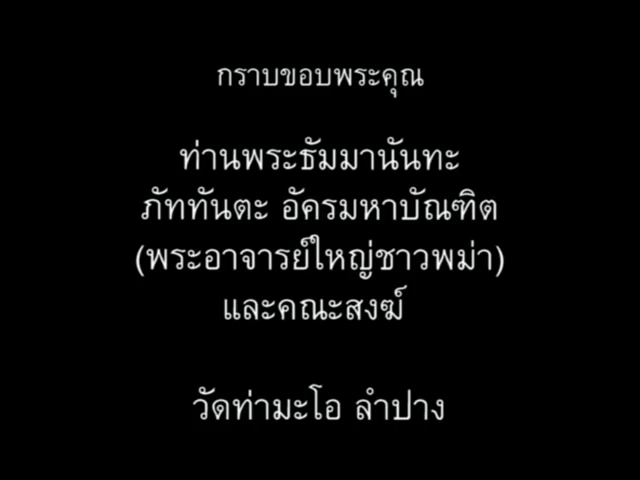 กราบขอบพระคุณ
ท่านพระธัมมานันทะ
ภัททันตะ อัครมหาบัณฑิต
(พระอาจารย์ใหญ่ชาวพม่า)
และคณะสงฆ์
วัดท่ามะโอ ลำปาง